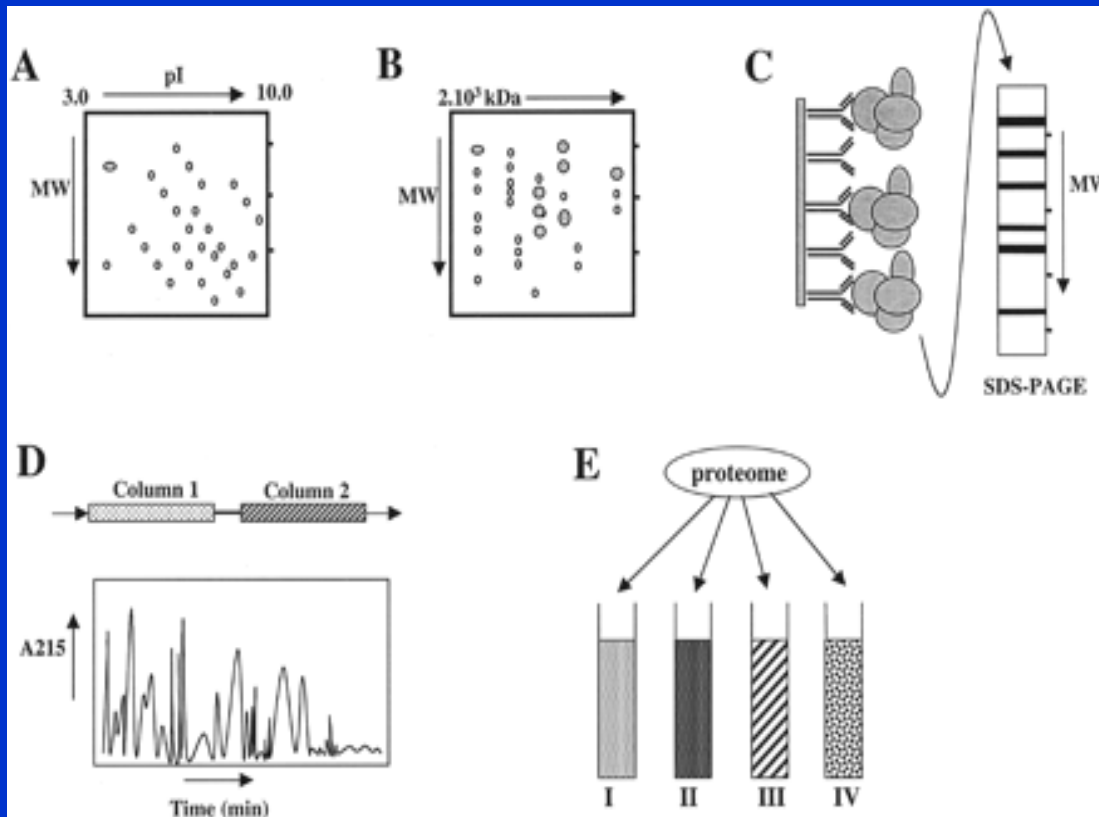 A
pI
3.0
10.0
MW
B
2.10³ kDa
MW
C
MW
SDS-PAGE
D
Column 1
Column 2
A215
Time (min)
E
proteome
I
II
III
IV